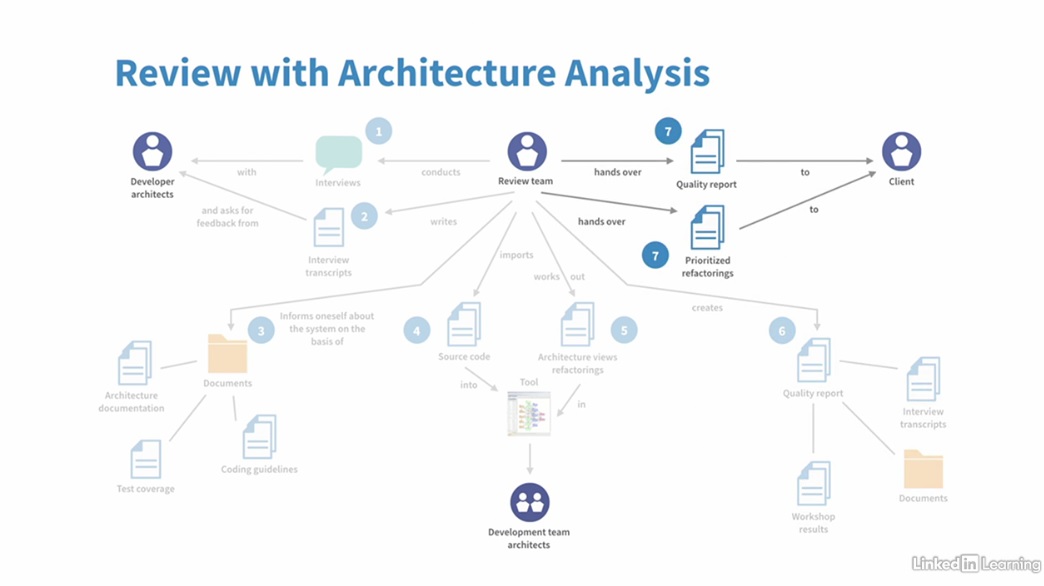 Review with Architecture Analysis
1
7
Developer
architects
with
Interviews
conducts
Review team
hands over
Quality report
to
Client
and asks for
feedback from
2
writes
hands over
to
Interview
transcripts
7
Prioritized
refactorings
imports
works out
creates
3
Informs oneself about
the system on the
basis of
4
5
6
Documents
Source code
Architecture views
refactorings
Quality report
Architecture
documentation
into
Tool
in
Interview
transcripts
Test coverage
Coding guidelines
Workshop
results
Documents
Development team
architects
Linked in Learning